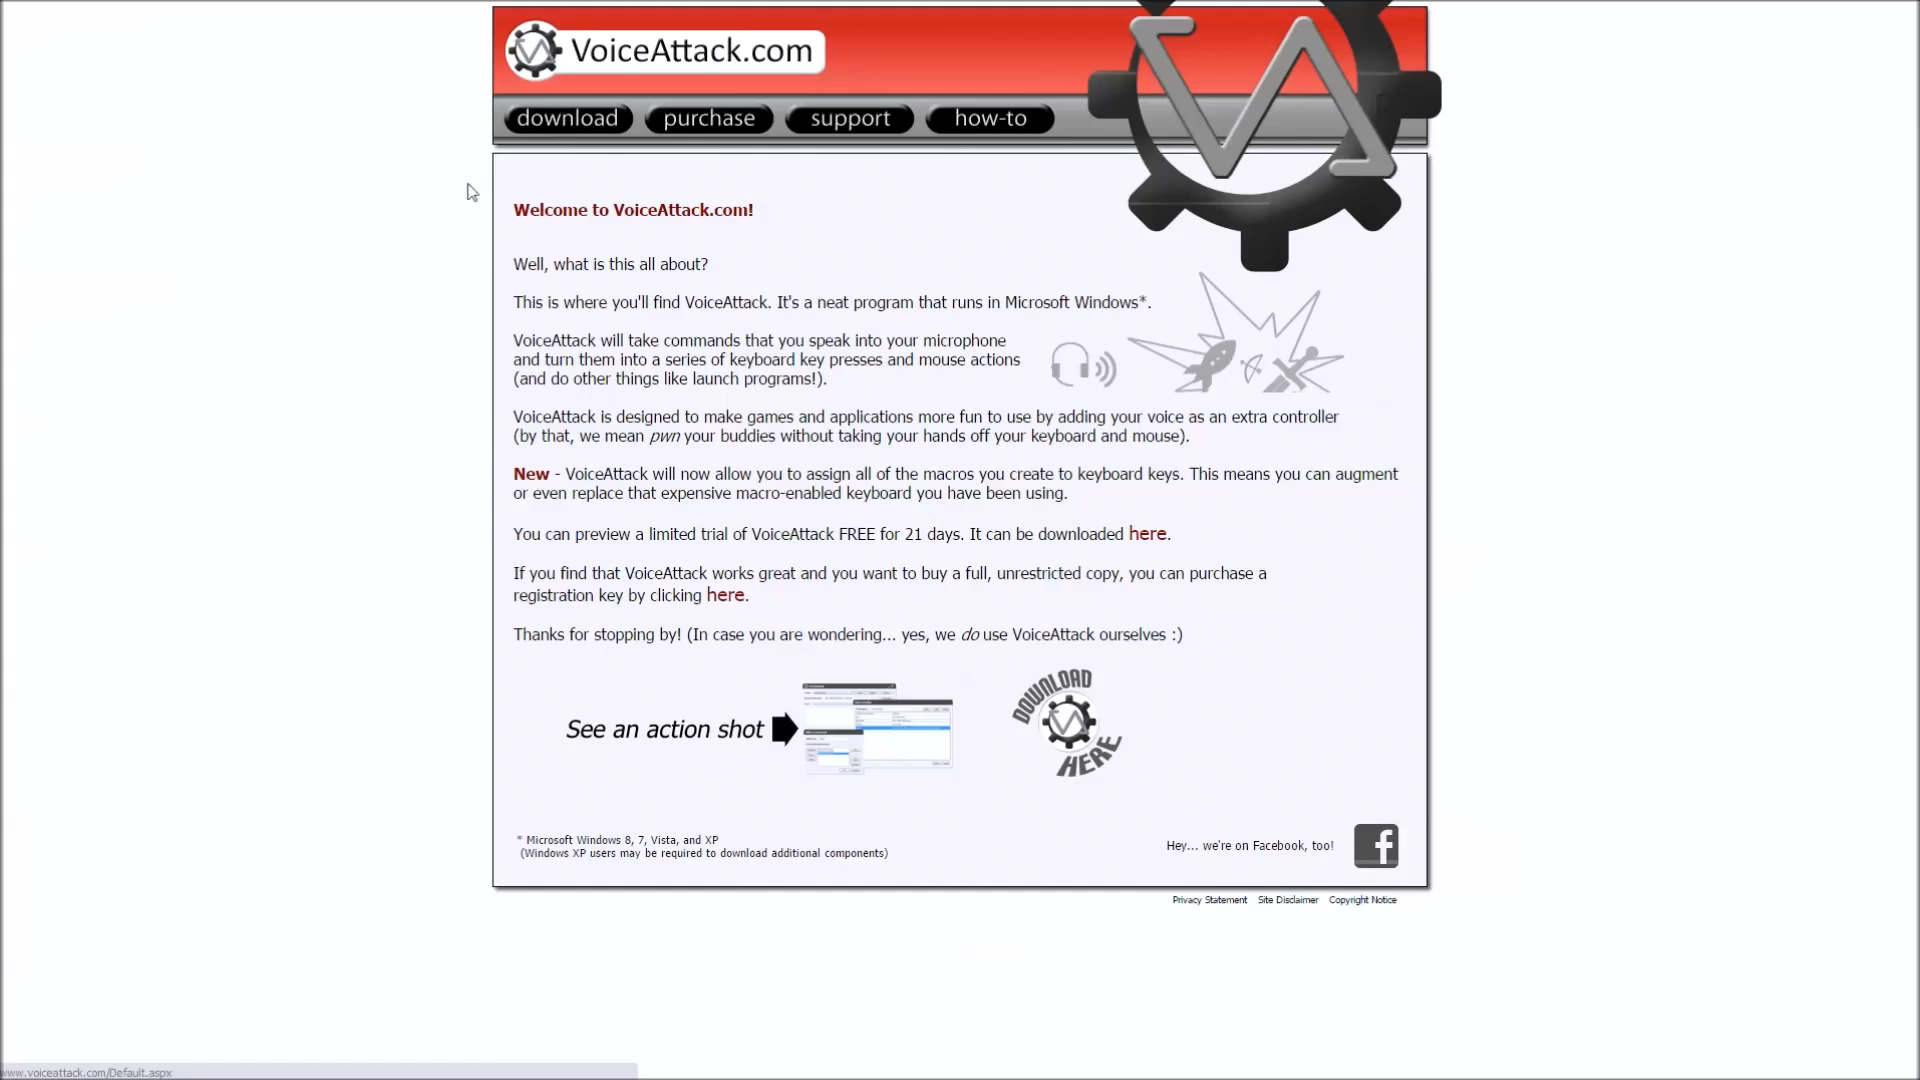 VoiceAttack.com
download purchase support how-to
Welcome to VoiceAttack.com!
Well, what is this all about?
This is where you'll find VoiceAttack. It's a neat program that runs in Microsoft Windows*.
VoiceAttack will take commands that you speak into your microphone
and turn them into a series of keyboard key presses and mouse actions
(and do other things like launch programs!).
VoiceAttack is designed to make games and applications more fun to use by adding your voice as an extra controller
(by that, we mean pwn your buddies without taking your hands off your keyboard and mouse).
New - VoiceAttack will now allow you to assign all of the macros you create to keyboard keys. This means you can augment
or even replace that expensive macro-enabled keyboard you have been using.
You can preview a limited trial of VoiceAttack FREE for 21 days. It can be downloaded here.
If you find that VoiceAttack works great and you want to buy a full, unrestricted copy, you can purchase a
registration key by clicking here.
Thanks for stopping by! (In case you are wondering... yes, we do use VoiceAttack ourselves :)
See an action shot
DOWNLOAD
HERE
* Microsoft Windows 8, 7, Vista, and XP
(Windows XP users may be required to download additional components)
Hey... we're on Facebook, too!
Privacy Statement Site Disclaimer Copyright Notice
www.voiceattack.com/Default.aspx